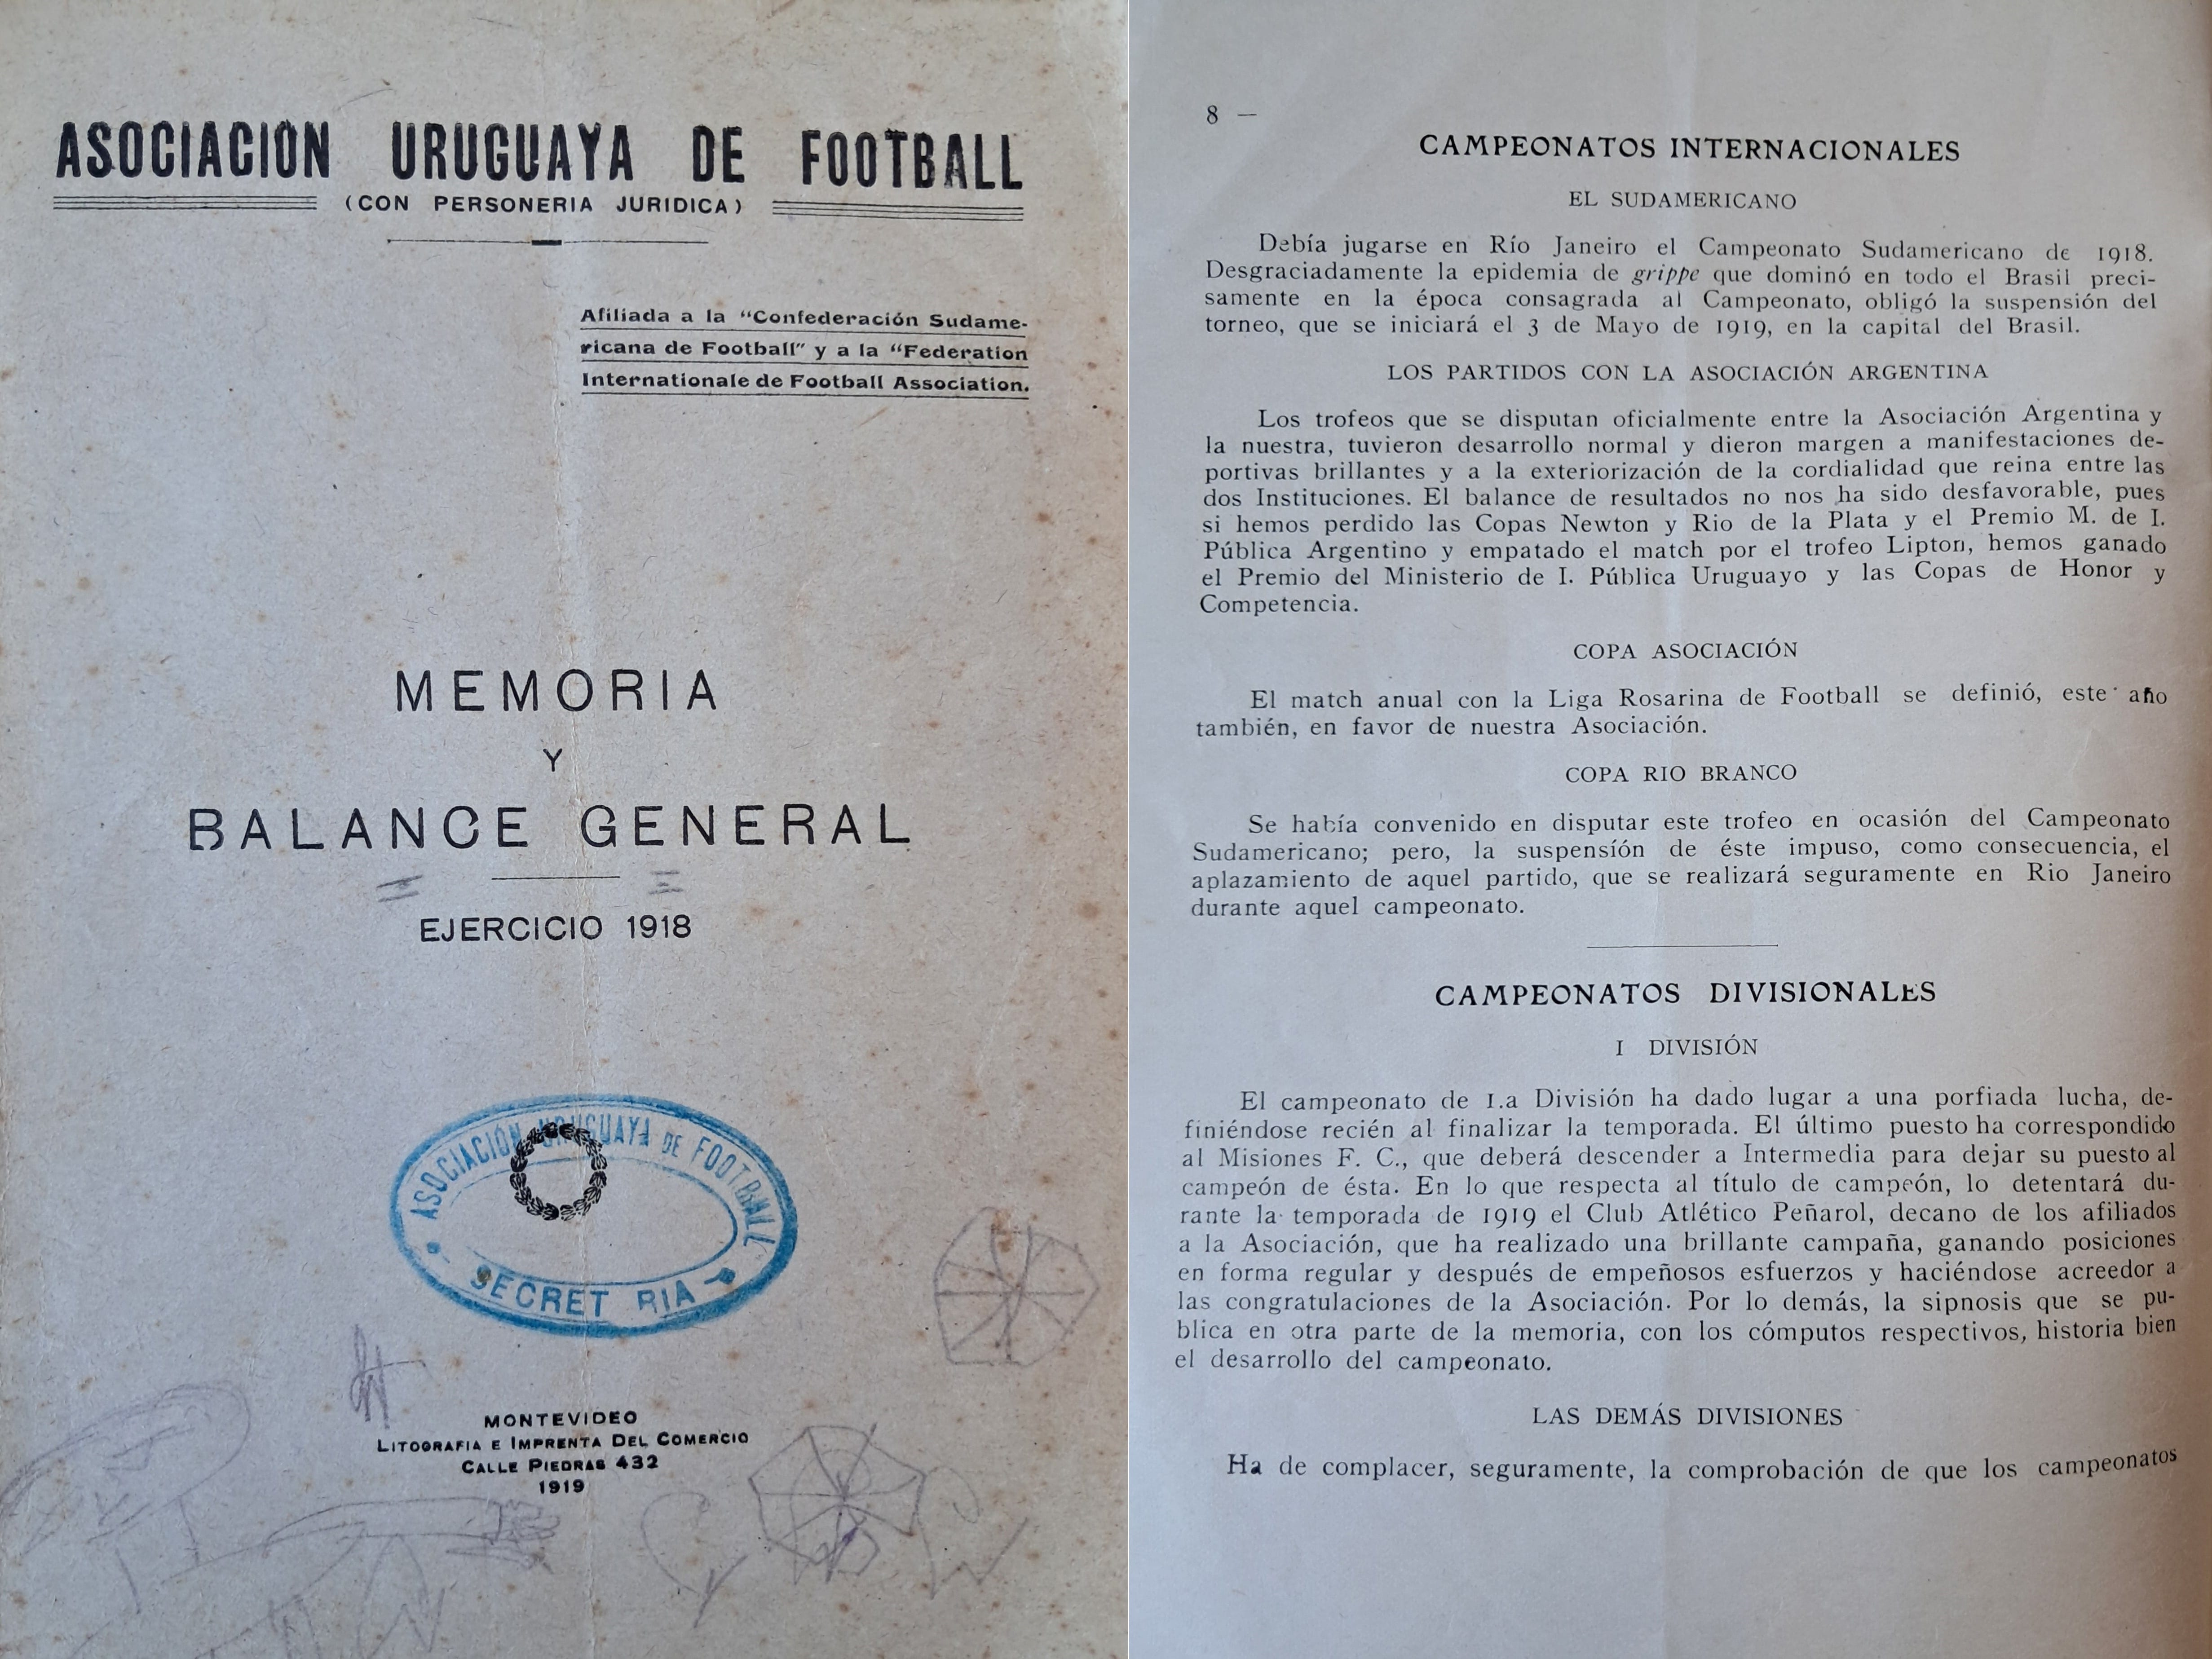 ASOCIACION URUGUAYA DE FOOTBALL
(CON PERSONERIA JURIDICA)
Afiliada a la "Confederación Sudame-
ricana de Football" y a la "Federation
Internationale de Football Association.
MEMORIA
Y
BALANCE GENERAL
EJERCICIO 1918
ASOCIACIÓN URUGUAYA DE FOOTBALL
SECRET RIA
MONTEVIDEO
LITOGRAFIA E IMPRENTA DEL COMERCIO
CALLE PIEDRAS 432
1919
8 —
CAMPEONATOS INTERNACIONALES
EL SUDAMERICANO
Debía jugarse en Río Janeiro el Campeonato Sudamericano de 1918.
Desgraciadamente la epidemia de grippe que dominó en todo el Brasil preci-
samente en la época consagrada al Campeonato, obligó la suspensión del
torneo, que se iniciará el 3 de Mayo de 1919, en la capital del Brasil.
LOS PARTIDOS CON LA ASOCIACIÓN ARGENTINA
Los trofeos que se disputan oficialmente entre la Asociación Argentina y
la nuestra, tuvieron desarrollo normal y dieron margen a manifestaciones de-
portivas brillantes y a la exteriorización de la cordialidad que reina entre las
dos Instituciones. El balance de resultados no nos ha sido desfavorable, pues
si hemos perdido las Copas Newton y Rio de la Plata y el Premio M. de I.
Pública Argentino y empatado el match por el trofeo Lipton, hemos ganado
el Premio del Ministerio de I. Pública Uruguayo y las Copas de Honor y
Competencia.
COPA ASOCIACIÓN
El match anual con la Liga Rosarina de Football se definió, este año
también, en favor de nuestra Asociación.
COPA RIO BRANCO
Se había convenido en disputar este trofeo en ocasión del Campeonato
Sudamericano; pero, la suspensíón de éste impuso, como consecuencia, el
aplazamiento de aquel partido, que se realizará seguramente en Rio Janeiro
durante aquel campeonato.
CAMPEONATOS DIVISIONALES
I DIVISIÓN
El campeonato de I.a División ha dado lugar a una porfiada lucha, de-
finiéndose recién al finalizar la temporada. El último puesto ha correspondido
al Misiones F. C., que deberá descender a Intermedia para dejar su puesto al
campeón de ésta. En lo que respecta al título de campeón, lo detentará du-
rante la temporada de 1919 el Club Atlético Peñarol, decano de los afiliados
a la Asociación, que ha realizado una brillante campaña, ganando posiciones
en forma regular y después de empeñosos esfuerzos y haciéndose acreedor a
las congratulaciones de la Asociación. Por lo demás, la sipnosis que se pu-
blica en otra parte de la memoria, con los cómputos respectivos, historia bien
el desarrollo del campeonato.
LAS DEMÁS DIVISIONES
Ha de complacer, seguramente, la comprobación de que los campeonatos